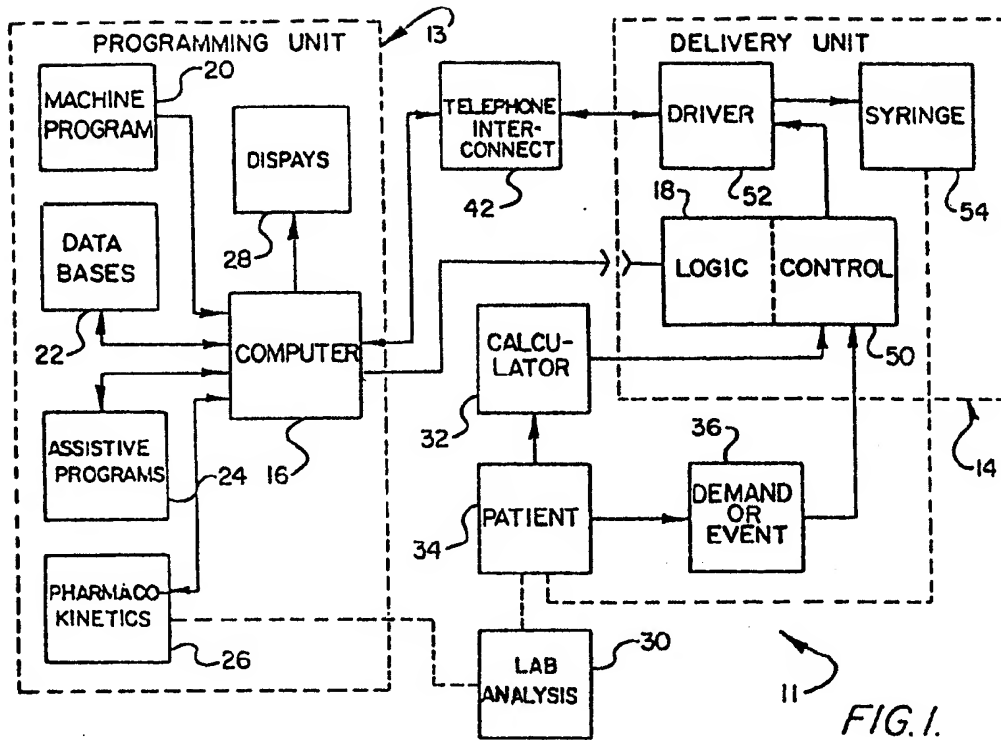 PROGRAMMING UNIT
13
20
MACHINE
PROGRAM
DISPAYS
28
DATA
BASES
22
COMPUTER
16
ASSISTIVE
PROGRAMS
24
PHARMACO
KINETICS
26
TELEPHONE
INTER-
CONNECT
42
DELIVERY UNIT
DRIVER
52
SYRINGE
54
18
LOGIC
CONTROL
50
CALCU-
LATOR
32
14
PATIENT
34
36
DEMAND
OR
EVENT
LAB
ANALYSIS
30
11
FIG.1.